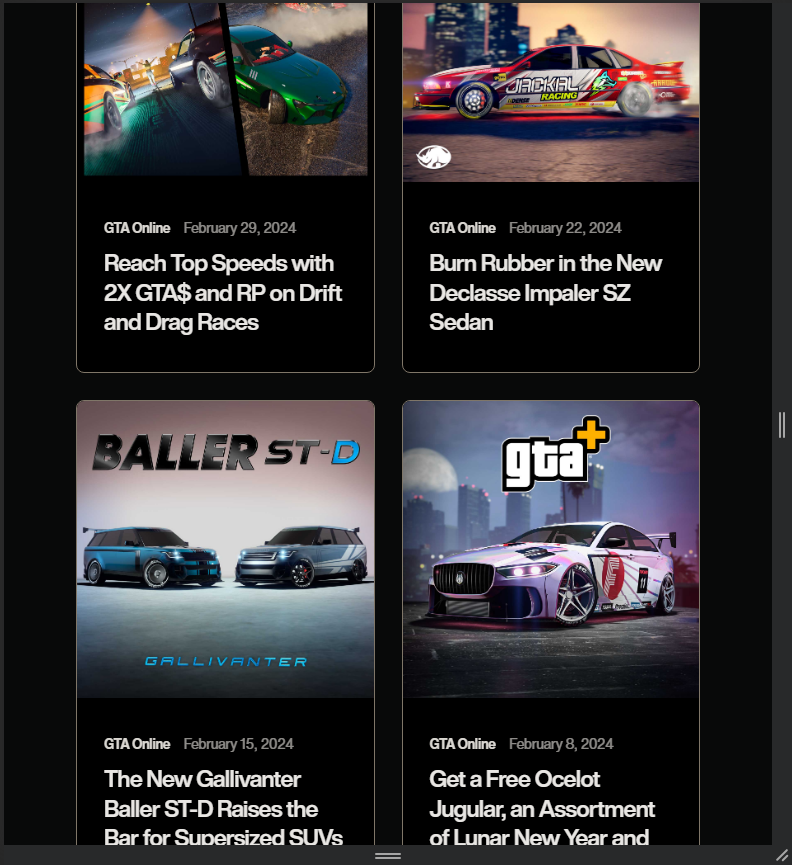 JACKAL
RACING
GTA Online February 29, 2024
Reach Top Speeds with
2X GTA$ and RP on Drift
and Drag Races
GTA Online February 22, 2024
Burn Rubber in the New
Declasse Impaler SZ
Sedan
BALLER ST-D
GALLIVANTER
GTA Online February 15, 2024
The New Gallivanter
Baller ST-D Raises the
Bar for Supersized SUVs
gta+
GTA Online February 8, 2024
Get a Free Ocelot
Jugular, an Assortment
of Lunar New Year and